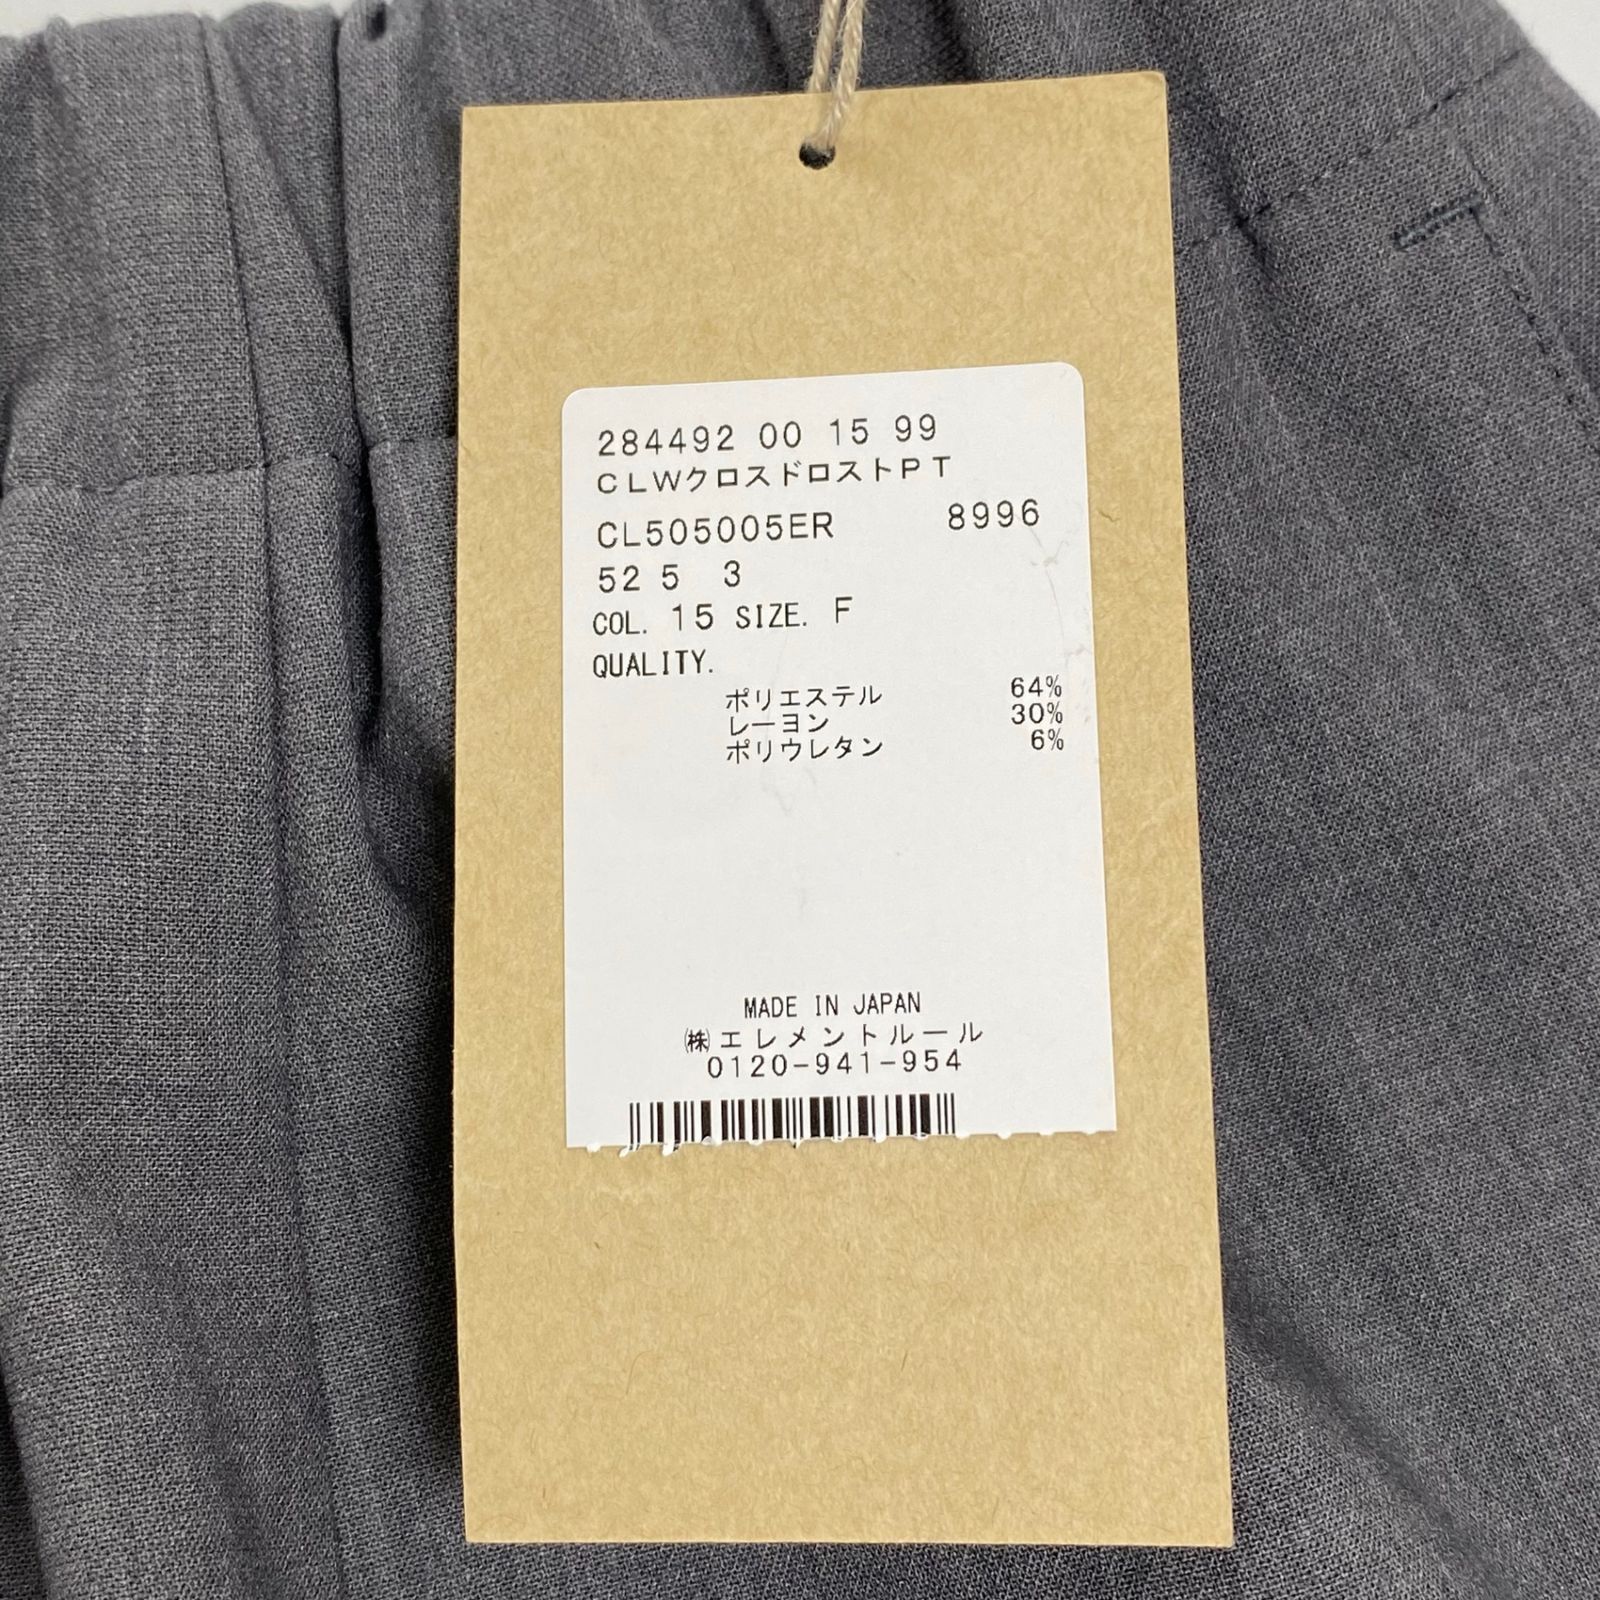 284492 00 15 99
CLWクロスドロストPT
CL505005ER 8996
52 5 3
COL. 15 SIZE. F
QUALITY.
ポリエステル 64%
レーヨン 30%
ポリウレタン 6%
MADE IN JAPAN
㈱エレメントルール
0120-941-954